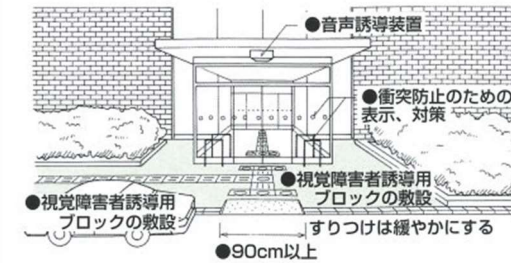 ●音声誘導装置
●衝突防止のための
表示、対策
●視覚障害者誘導用
ブロックの敷設
●視覚障害者誘導用
ブロックの敷設
すりつけは緩やかにする
●90cm以上